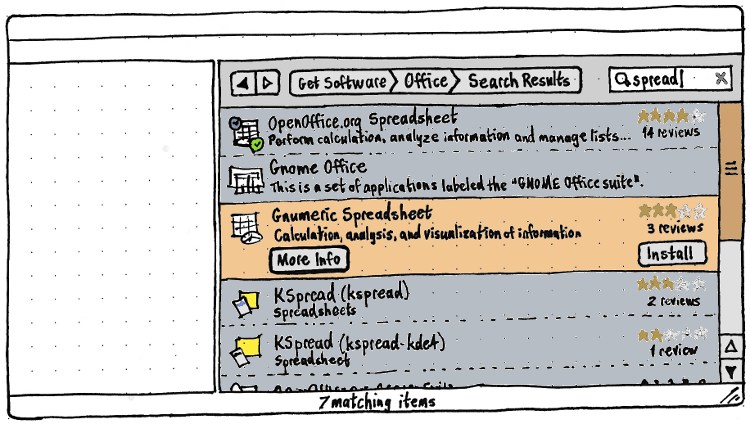 Get Software Office Search Results spread
OpenOffice.org Spreadsheet
Perform calculation, analyze information and manage lists... 14 reviews
Gnome Office
This is a set of applications labeled the "GNOME Office suite".
Gnumeric Spreadsheet
Calculation, analysis, and visualization of information 3 reviews
More Info Install
KSpread (kspread)
Spreadsheets 2 reviews
KSpread (kspread-kde4)
Spreadsheet 1 review
7 matching items